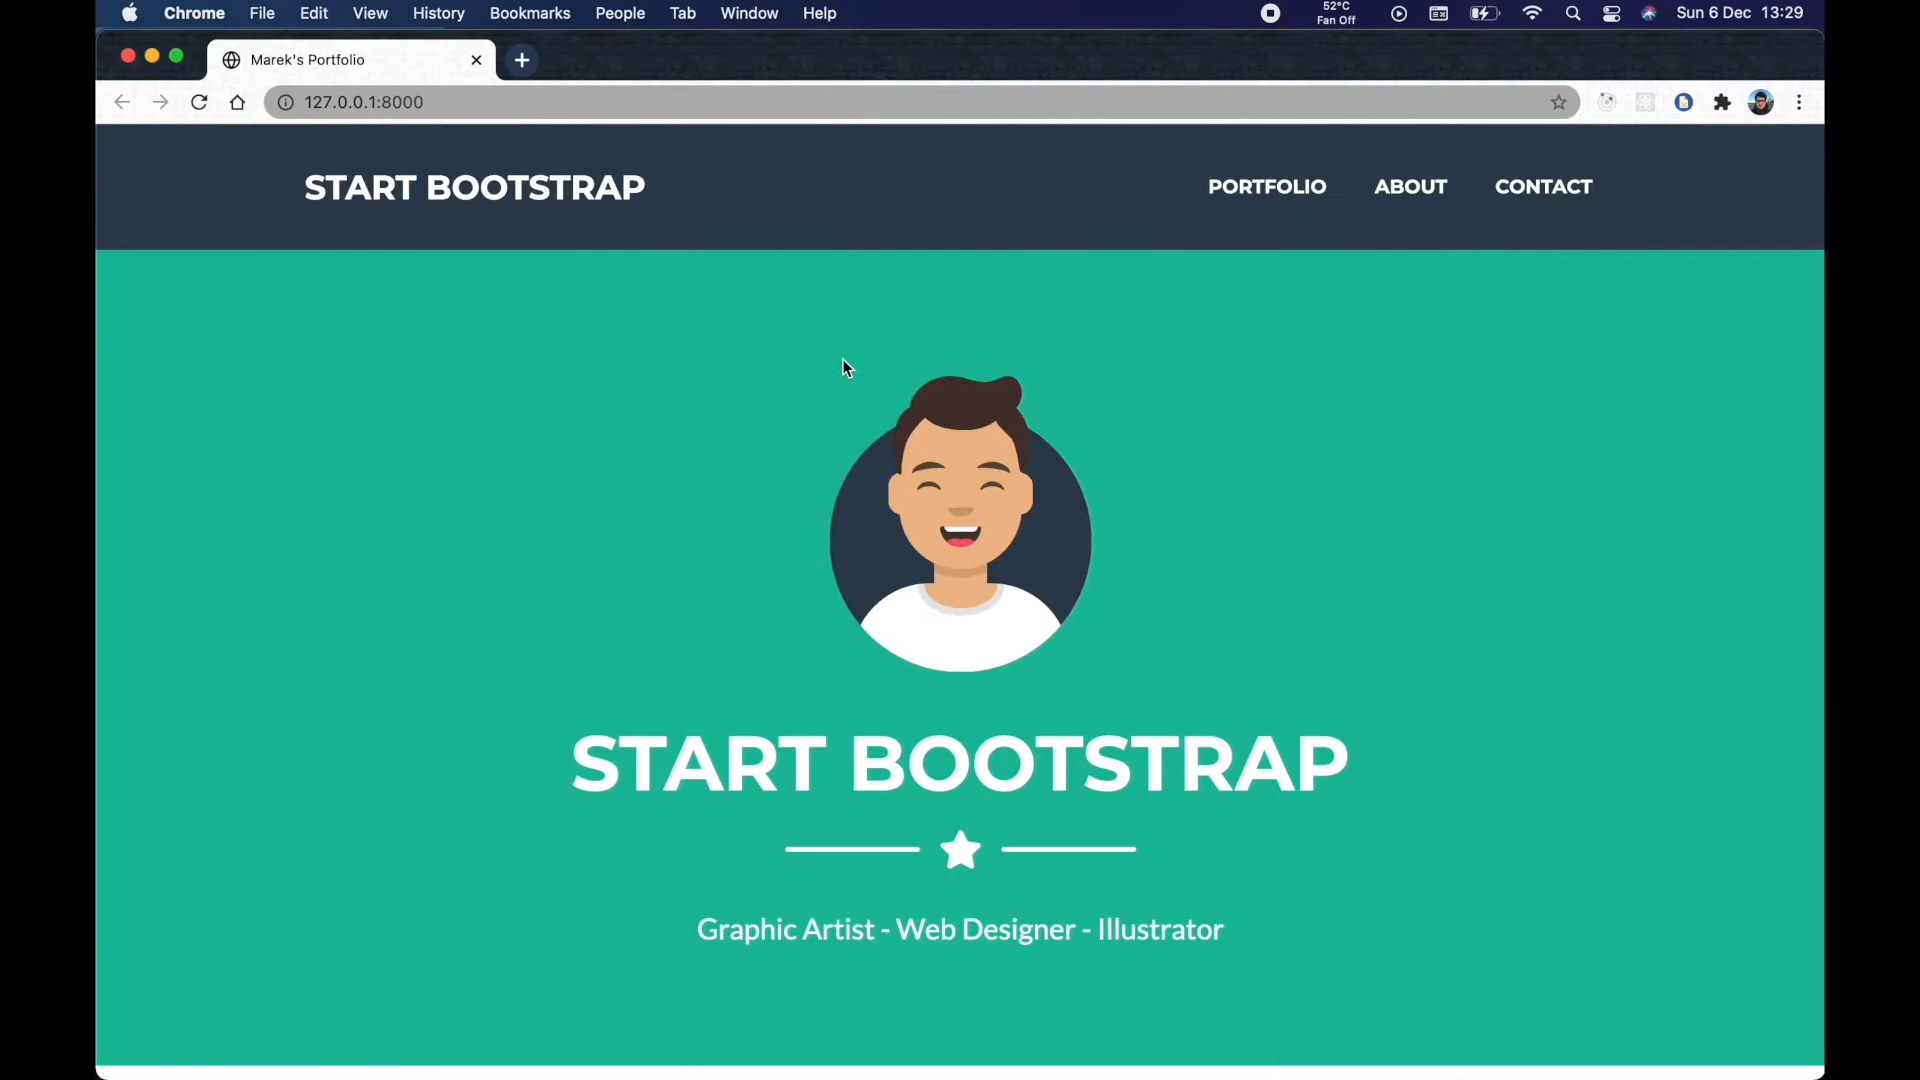 Chrome File Edit View History Bookmarks People Tab Window Help 52°C Fan Off Sun 6 Dec 13:29
Marek's Portfolio
127.0.0.1:8000
START BOOTSTRAP PORTFOLIO ABOUT CONTACT
START BOOTSTRAP
Graphic Artist - Web Designer - Illustrator